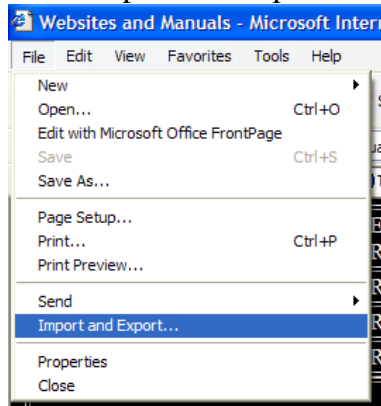 Websites and Manuals - Microsoft Inter
File Edit View Favorites Tools Help
New
Open... Ctrl+O
Edit with Microsoft Office FrontPage
Save Ctrl+S
Save As...
Page Setup...
Print... Ctrl+P
Print Preview...
Send
Import and Export...
Properties
Close